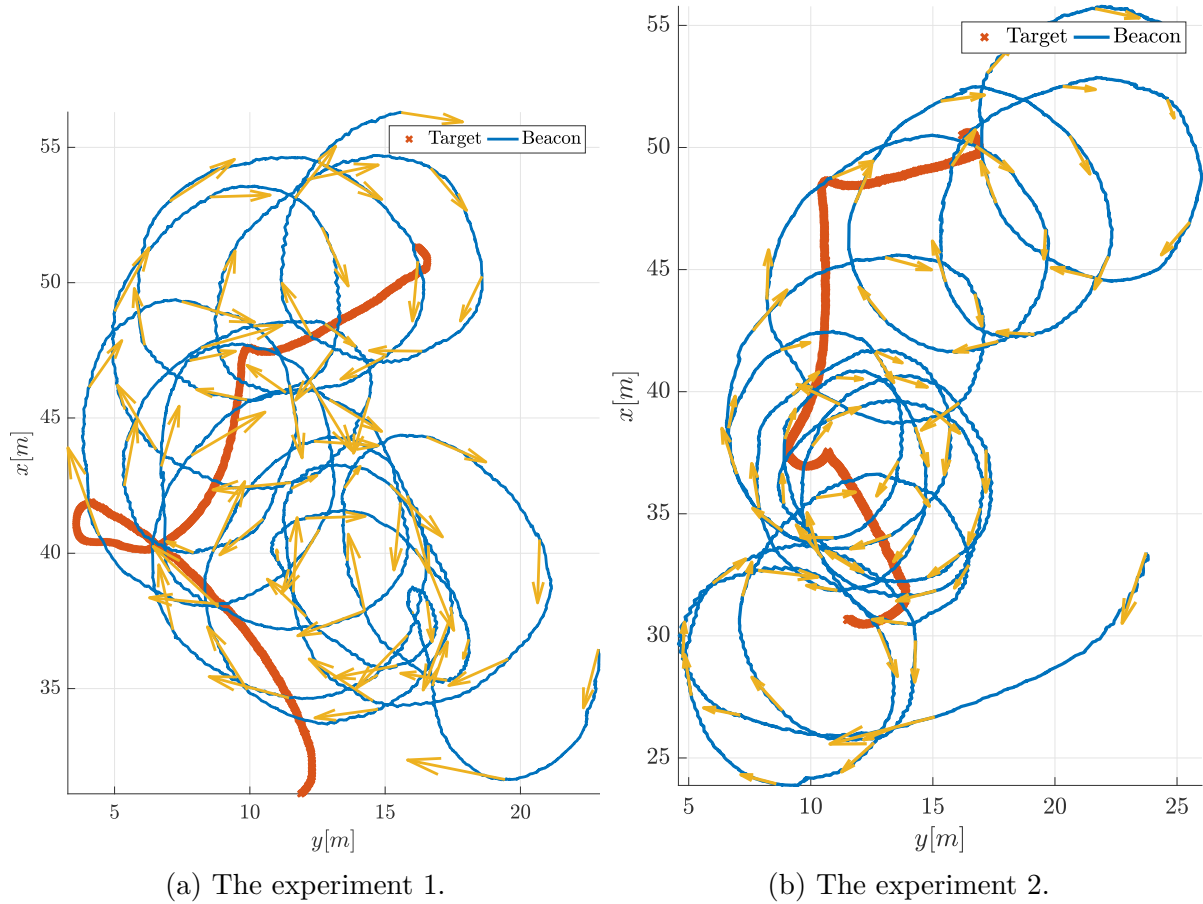 Target Beacon
55
50
45
40
35
x[m]
5 10 15 20
y[m]
(a) The experiment 1.
Target Beacon
55
50
45
40
35
30
25
x[m]
5 10 15 20 25
y[m]
(b) The experiment 2.